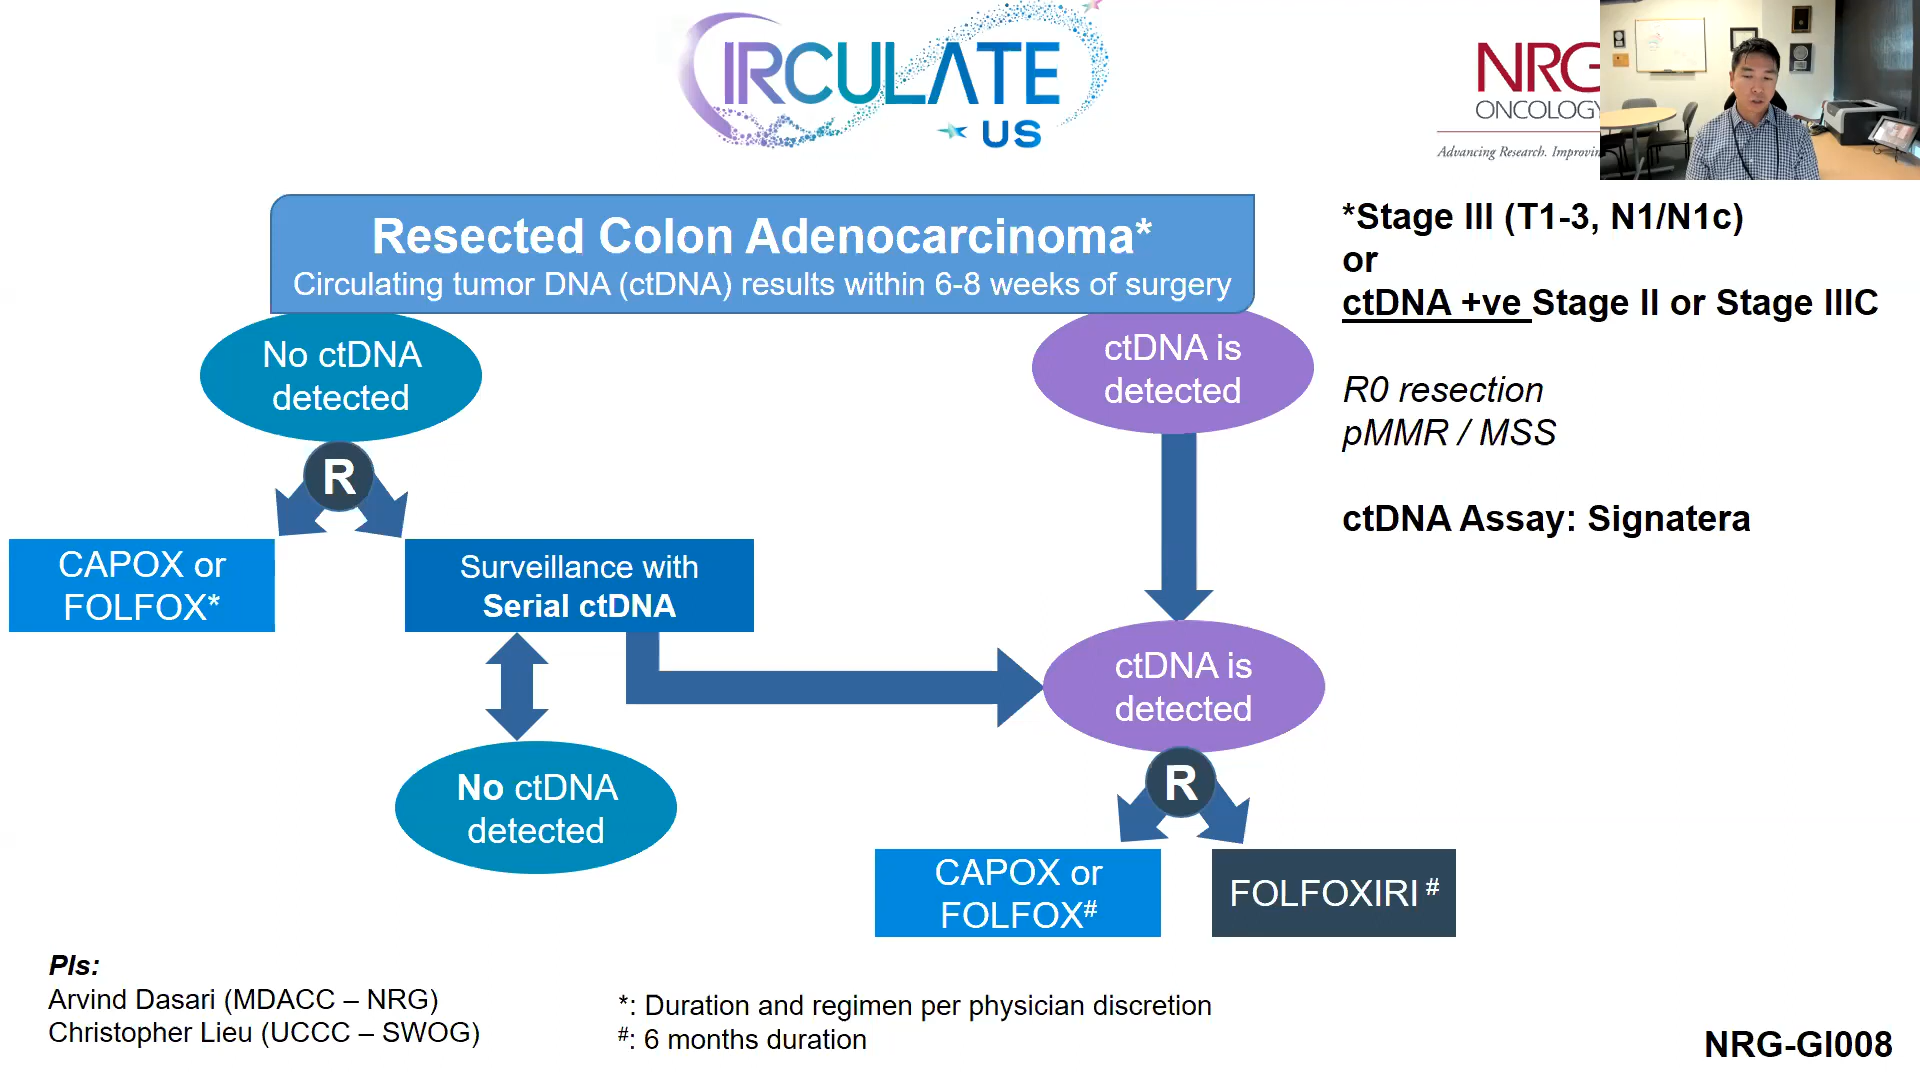 CIRCULATE
US
NRG
ONCOLOGY
Advancing Research. Improvin
Resected Colon Adenocarcinoma*
Circulating tumor DNA (ctDNA) results within 6-8 weeks of surgery
*Stage III (T1-3, N1/N1c)
or
ctDNA +ve Stage II or Stage IIIC
R0 resection
pMMR / MSS
ctDNA Assay: Signatera
No ctDNA
detected
ctDNA is
detected
R
CAPOX or
FOLFOX*
Surveillance with
Serial ctDNA
No ctDNA
detected
ctDNA is
detected
R
CAPOX or
FOLFOX#
FOLFOXIRI #
PIs:
Arvind Dasari (MDACC – NRG)
Christopher Lieu (UCCC – SWOG)
*: Duration and regimen per physician discretion
#: 6 months duration
NRG-GI008